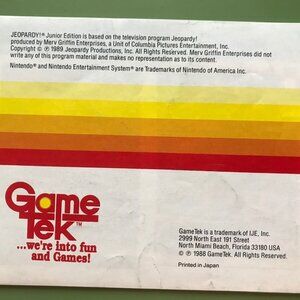 JEOPARDY!® Junior Edition is based on the television program Jeopardy!
produced by Merv Griffin Enterprises, a Unit of Columbia Pictures Entertainment, Inc.
Copyright © ℗ 1989 Jeopardy Productions, Inc. All Rights Reserved. Merv Griffin Enterprises did not
write any of this program material and makes no representation as to its content.
Nintendo® and Nintendo Entertainment System® are Trademarks of Nintendo of America Inc.
Game
Tek™
...we're into fun
and Games!
GameTek is a trademark of IJE, Inc.
2999 North East 191 Street
North Miami Beach, Florida 33180 USA
© ℗ 1988 GameTek. All Rights Reserved.
Printed in Japan